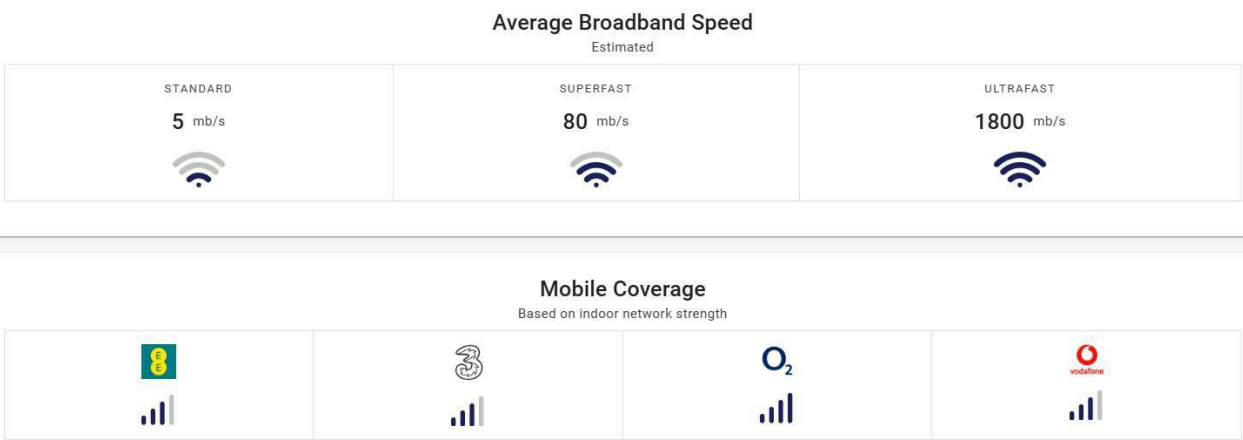 Average Broadband Speed
Estimated
STANDARD
SUPERFAST
ULTRAFAST
5 mb/s
80 mb/s
1800 mb/s
Mobile Coverage
Based on indoor network strength
E
E
3
O2
vodafone